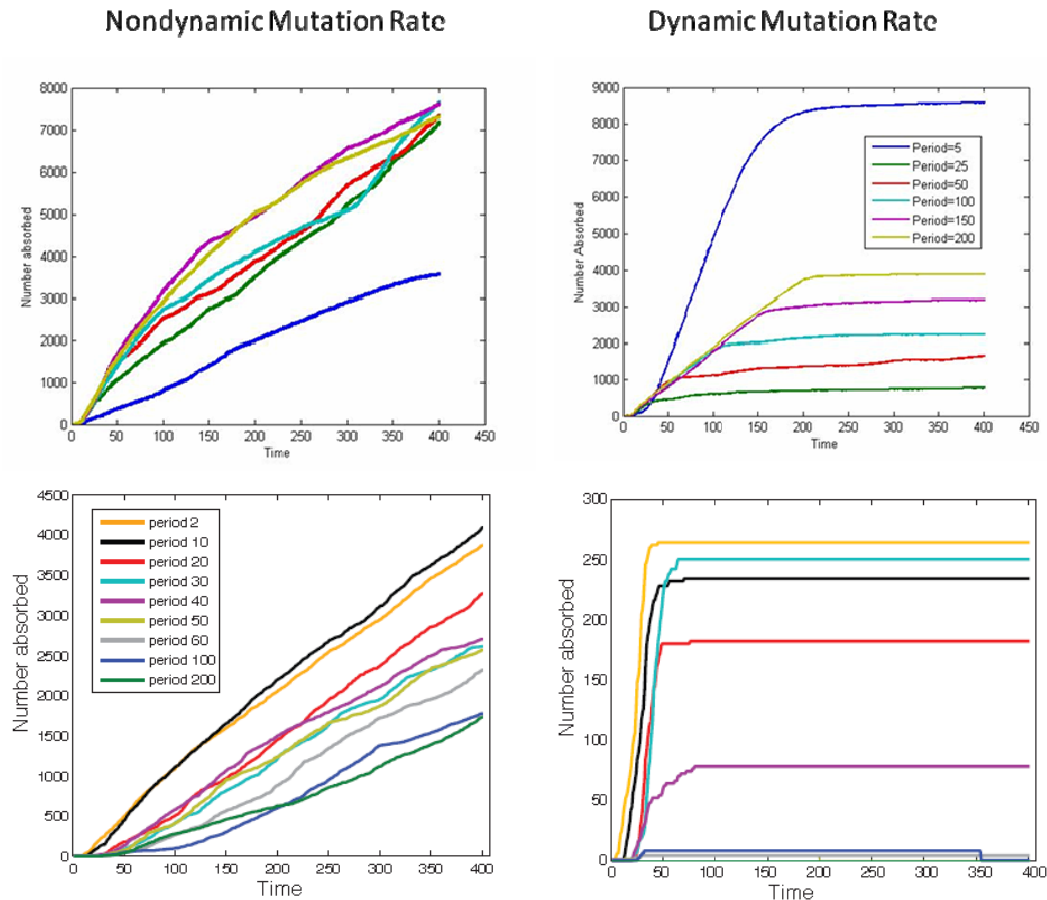 Nondynamic Mutation Rate
Dynamic Mutation Rate
8000
7000
6000
5000
4000
3000
2000
1000
0
Number absorbed
0 50 100 150 200 250 300 350 400 450
Time
9000
8000
7000
6000
5000
4000
3000
2000
1000
0
Number Absorbed
Period=5
Period=25
Period=50
Period=100
Period=150
Period=200
0 50 100 150 200 250 300 350 400 450
Time
4500
4000
3500
3000
2500
2000
1500
1000
500
0
Number absorbed
period 2
period 10
period 20
period 30
period 40
period 50
period 60
period 100
period 200
0 50 100 150 200 250 300 350 400
Time
300
250
200
150
100
50
0
Number absorbed
0 50 100 150 200 250 300 350 400
Time